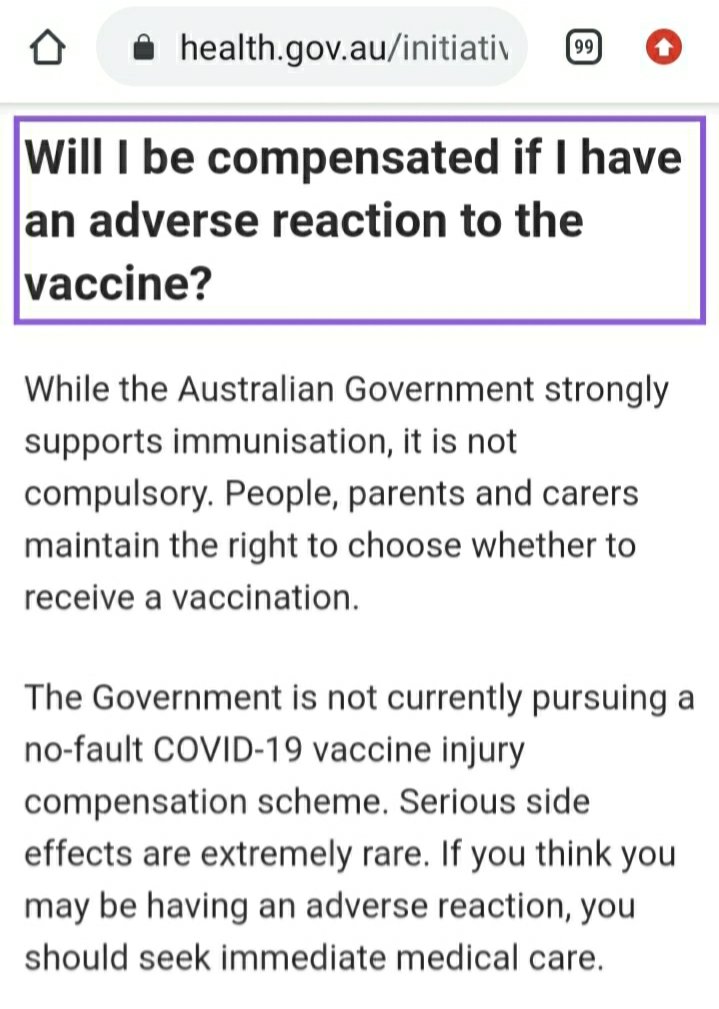 health.gov.au/initiativ
99
Will I be compensated if I have
an adverse reaction to the
vaccine?
While the Australian Government strongly
supports immunisation, it is not
compulsory. People, parents and carers
maintain the right to choose whether to
receive a vaccination.
The Government is not currently pursuing a
no-fault COVID-19 vaccine injury
compensation scheme. Serious side
effects are extremely rare. If you think you
may be having an adverse reaction, you
should seek immediate medical care.